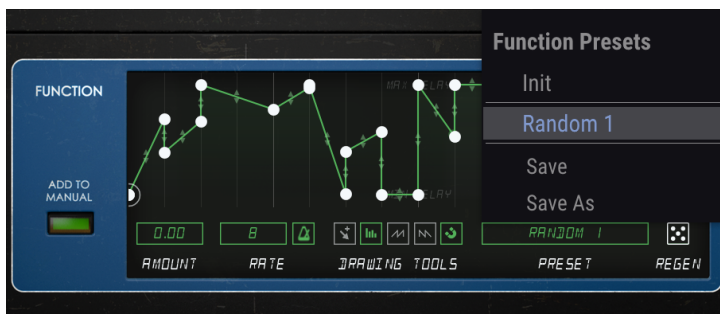 Function Presets
Init
Random 1
Save
Save As
FUNCTION
ADD TO
MANUAL
0.00
8
RANDOM 1
AMOUNT
RATE
DRAWING TOOLS
PRESET
REGEN